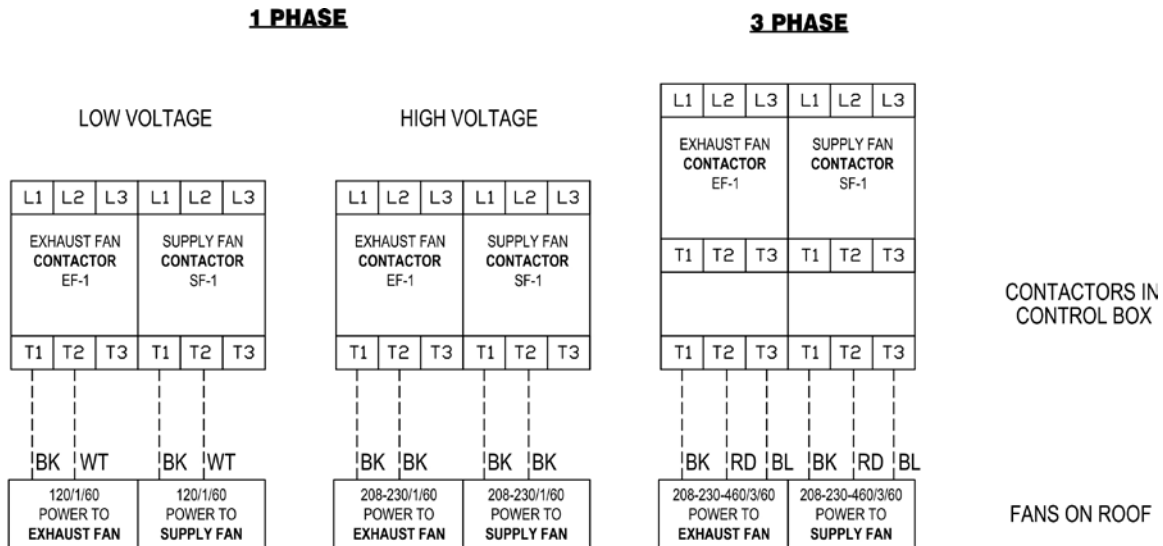 1 PHASE
3 PHASE
LOW VOLTAGE
HIGH VOLTAGE
L1 L2 L3 L1 L2 L3
EXHAUST FAN
CONTACTOR
EF-1
SUPPLY FAN
CONTACTOR
SF-1
T1 T2 T3 T1 T2 T3
BK WT BK WT
120/1/60
POWER TO
EXHAUST FAN
120/1/60
POWER TO
SUPPLY FAN
L1 L2 L3 L1 L2 L3
EXHAUST FAN
CONTACTOR
EF-1
SUPPLY FAN
CONTACTOR
SF-1
T1 T2 T3 T1 T2 T3
BK BK BK BK
208-230/1/60
POWER TO
EXHAUST FAN
208-230/1/60
POWER TO
SUPPLY FAN
L1 L2 L3 L1 L2 L3
EXHAUST FAN
CONTACTOR
EF-1
SUPPLY FAN
CONTACTOR
SF-1
T1 T2 T3 T1 T2 T3
T1 T2 T3 T1 T2 T3
BK RD BL BK RD BL
208-230-460/3/60
POWER TO
EXHAUST FAN
208-230-460/3/60
POWER TO
SUPPLY FAN
CONTACTORS IN
CONTROL BOX
FANS ON ROOF